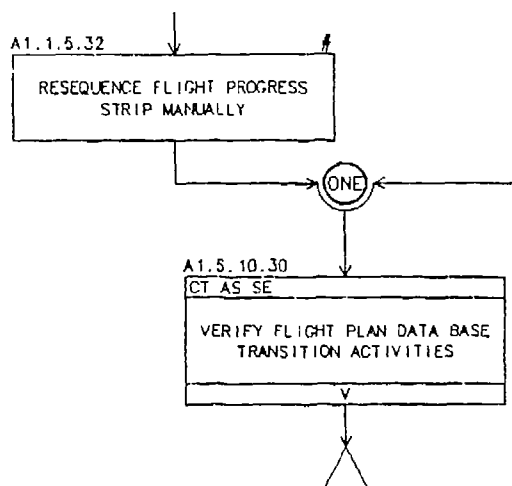 A1.1.5.32
RESEQUENCE FLIGHT PROGRESS
STRIP MANUALLY
ONE
A1.5.10.30
CT AS SE
VERIFY FLIGHT PLAN DATA BASE
TRANSITION ACTIVITIES
V